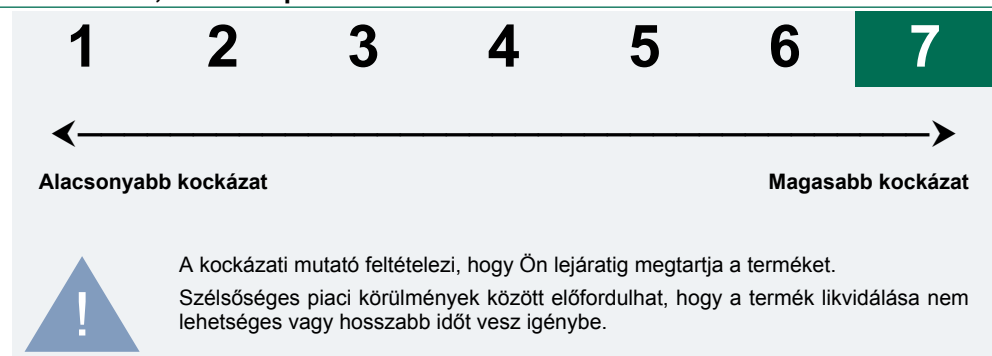 1 2 3 4 5 6 7
Alacsonyabb kockázat Magasabb kockázat
A kockázati mutató feltételezi, hogy Ön lejáratig megtartja a terméket.
Szélsőséges piaci körülmények között előfordulhat, hogy a termék likvidálása nem
lehetséges vagy hosszabb időt vesz igénybe.
!